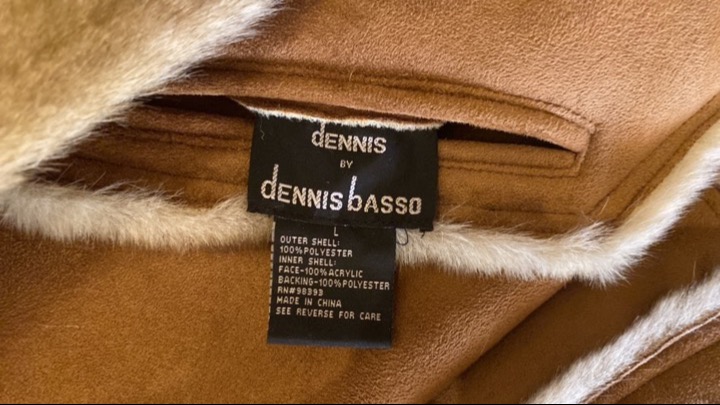 dENNIS
BY
dENNIS bASSO
L
OUTER SHELL:
100%POLYESTER
INNER SHELL:
FACE-100%ACRYLIC
BACKING-100%POLYESTER
RN#98393
MADE IN CHINA
SEE REVERSE FOR CARE